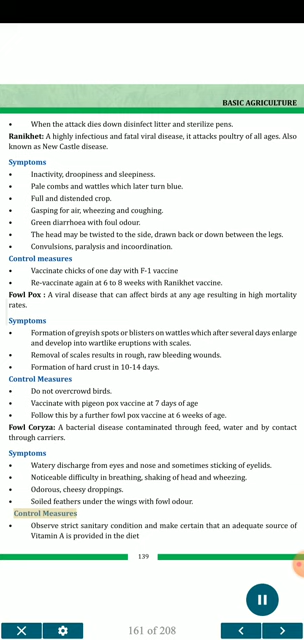 BASIC AGRICULTURE
• When the attack dies down disinfect litter and sterilize pens.
Ranikhet: A highly infectious and fatal viral disease, it attacks poultry of all ages. Also
known as New Castle disease.
Symptoms
• Inactivity, droopiness and sleepiness.
• Pale combs and wattles which later turn blue.
• Full and distended crop.
• Gasping for air, wheezing and coughing.
• Green diarrhoea with foul odour.
• The head may be twisted to the side, drawn back or down between the legs.
• Convulsions, paralysis and incoordination.
Control measures
• Vaccinate chicks of one day with F-1 vaccine
• Re-vaccinate again at 6 to 8 weeks with Ranikhet vaccine.
Fowl Pox : A viral disease that can affect birds at any age resulting in high mortality
rates.
Symptoms
• Formation of greyish spots or blisters on wattles which after several days enlarge
and develop into wartlike eruptions with scales.
• Removal of scales results in rough, raw bleeding wounds.
• Formation of hard crust in 10-14 days.
Control Measures
• Do not overcrowd birds.
• Vaccinate with pigeon pox vaccine at 7 days of age
• Follow this by a further fowl pox vaccine at 6 weeks of age.
Fowl Coryza: A bacterial disease contaminated through feed, water and by contact
through carriers.
Symptoms
• Watery discharge from eyes and nose and sometimes sticking of eyelids.
• Noticeable difficulty in breathing, shaking of head and wheezing.
• Odorous, cheesy droppings.
• Soiled feathers under the wings with fowl odour.
Control Measures
• Observe strict sanitary condition and make certain that an adequate source of
Vitamin A is provided in the diet
139
161 of 208